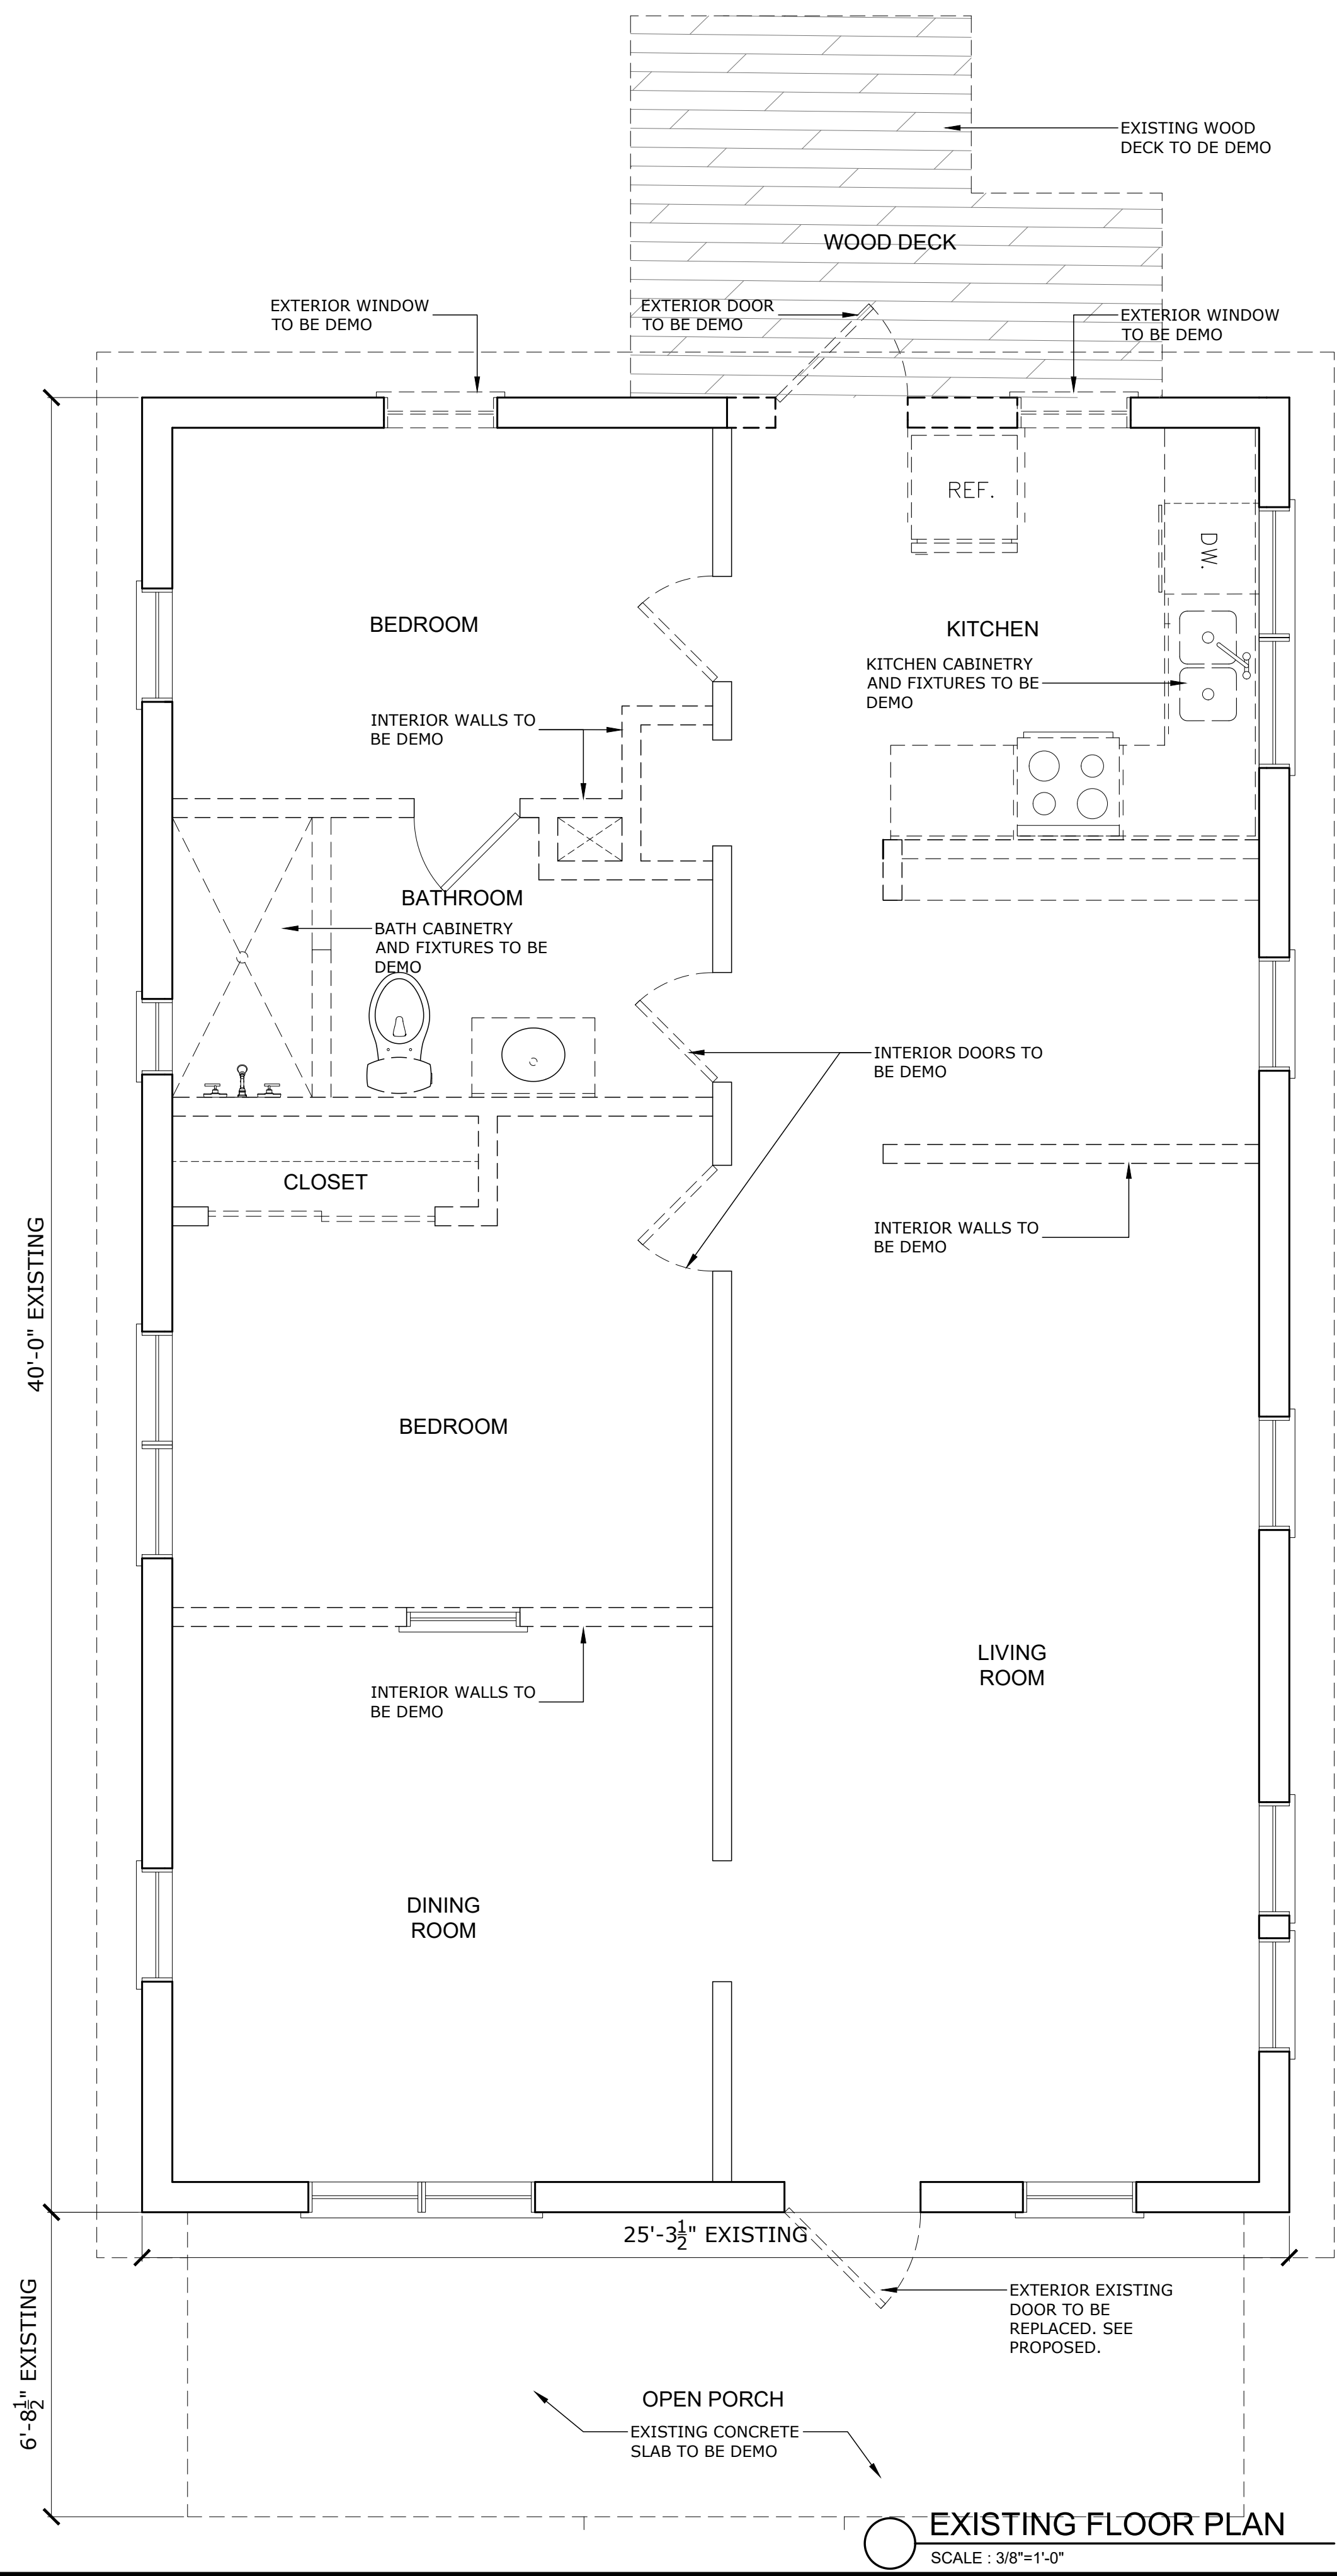 EXISTING WOOD
DECK TO DE DEMO
WOOD DECK
EXTERIOR WINDOW
TO BE DEMO
EXTERIOR DOOR
TO BE DEMO
EXTERIOR WINDOW
TO BE DEMO
REF.
DW.
BEDROOM
KITCHEN
KITCHEN CABINETRY
AND FIXTURES TO BE
DEMO
INTERIOR WALLS TO
BE DEMO
BATHROOM
BATH CABINETRY
AND FIXTURES TO BE
DEMO
INTERIOR DOORS TO
BE DEMO
CLOSET
INTERIOR WALLS TO
BE DEMO
40'-0" EXISTING
BEDROOM
LIVING
ROOM
INTERIOR WALLS TO
BE DEMO
DINING
ROOM
25'-3 1/2" EXISTING
6'-8 1/2" EXISTING
EXTERIOR EXISTING
DOOR TO BE
REPLACED. SEE
PROPOSED.
OPEN PORCH
EXISTING CONCRETE
SLAB TO BE DEMO
EXISTING FLOOR PLAN
SCALE : 3/8"=1'-0"